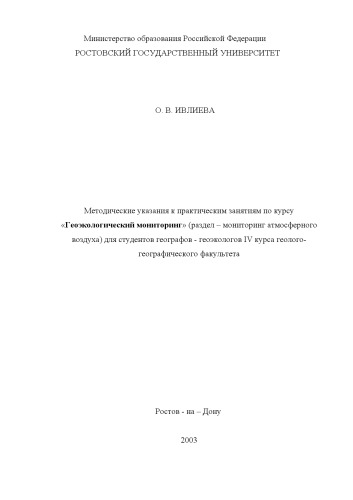 Министерство образования Российской Федерации
РОСТОВСКИЙ ГОСУДАРСТВЕННЫЙ УНИВЕРСИТЕТ
О. В. ИВЛИЕВА
Методические указания к практическим занятиям по курсу
«Геоэкологический мониторинг» (раздел – мониторинг атмосферного
воздуха) для студентов географов - геоэкологов IV курса геолого-
географического факультета
Ростов - на – Дону
2003